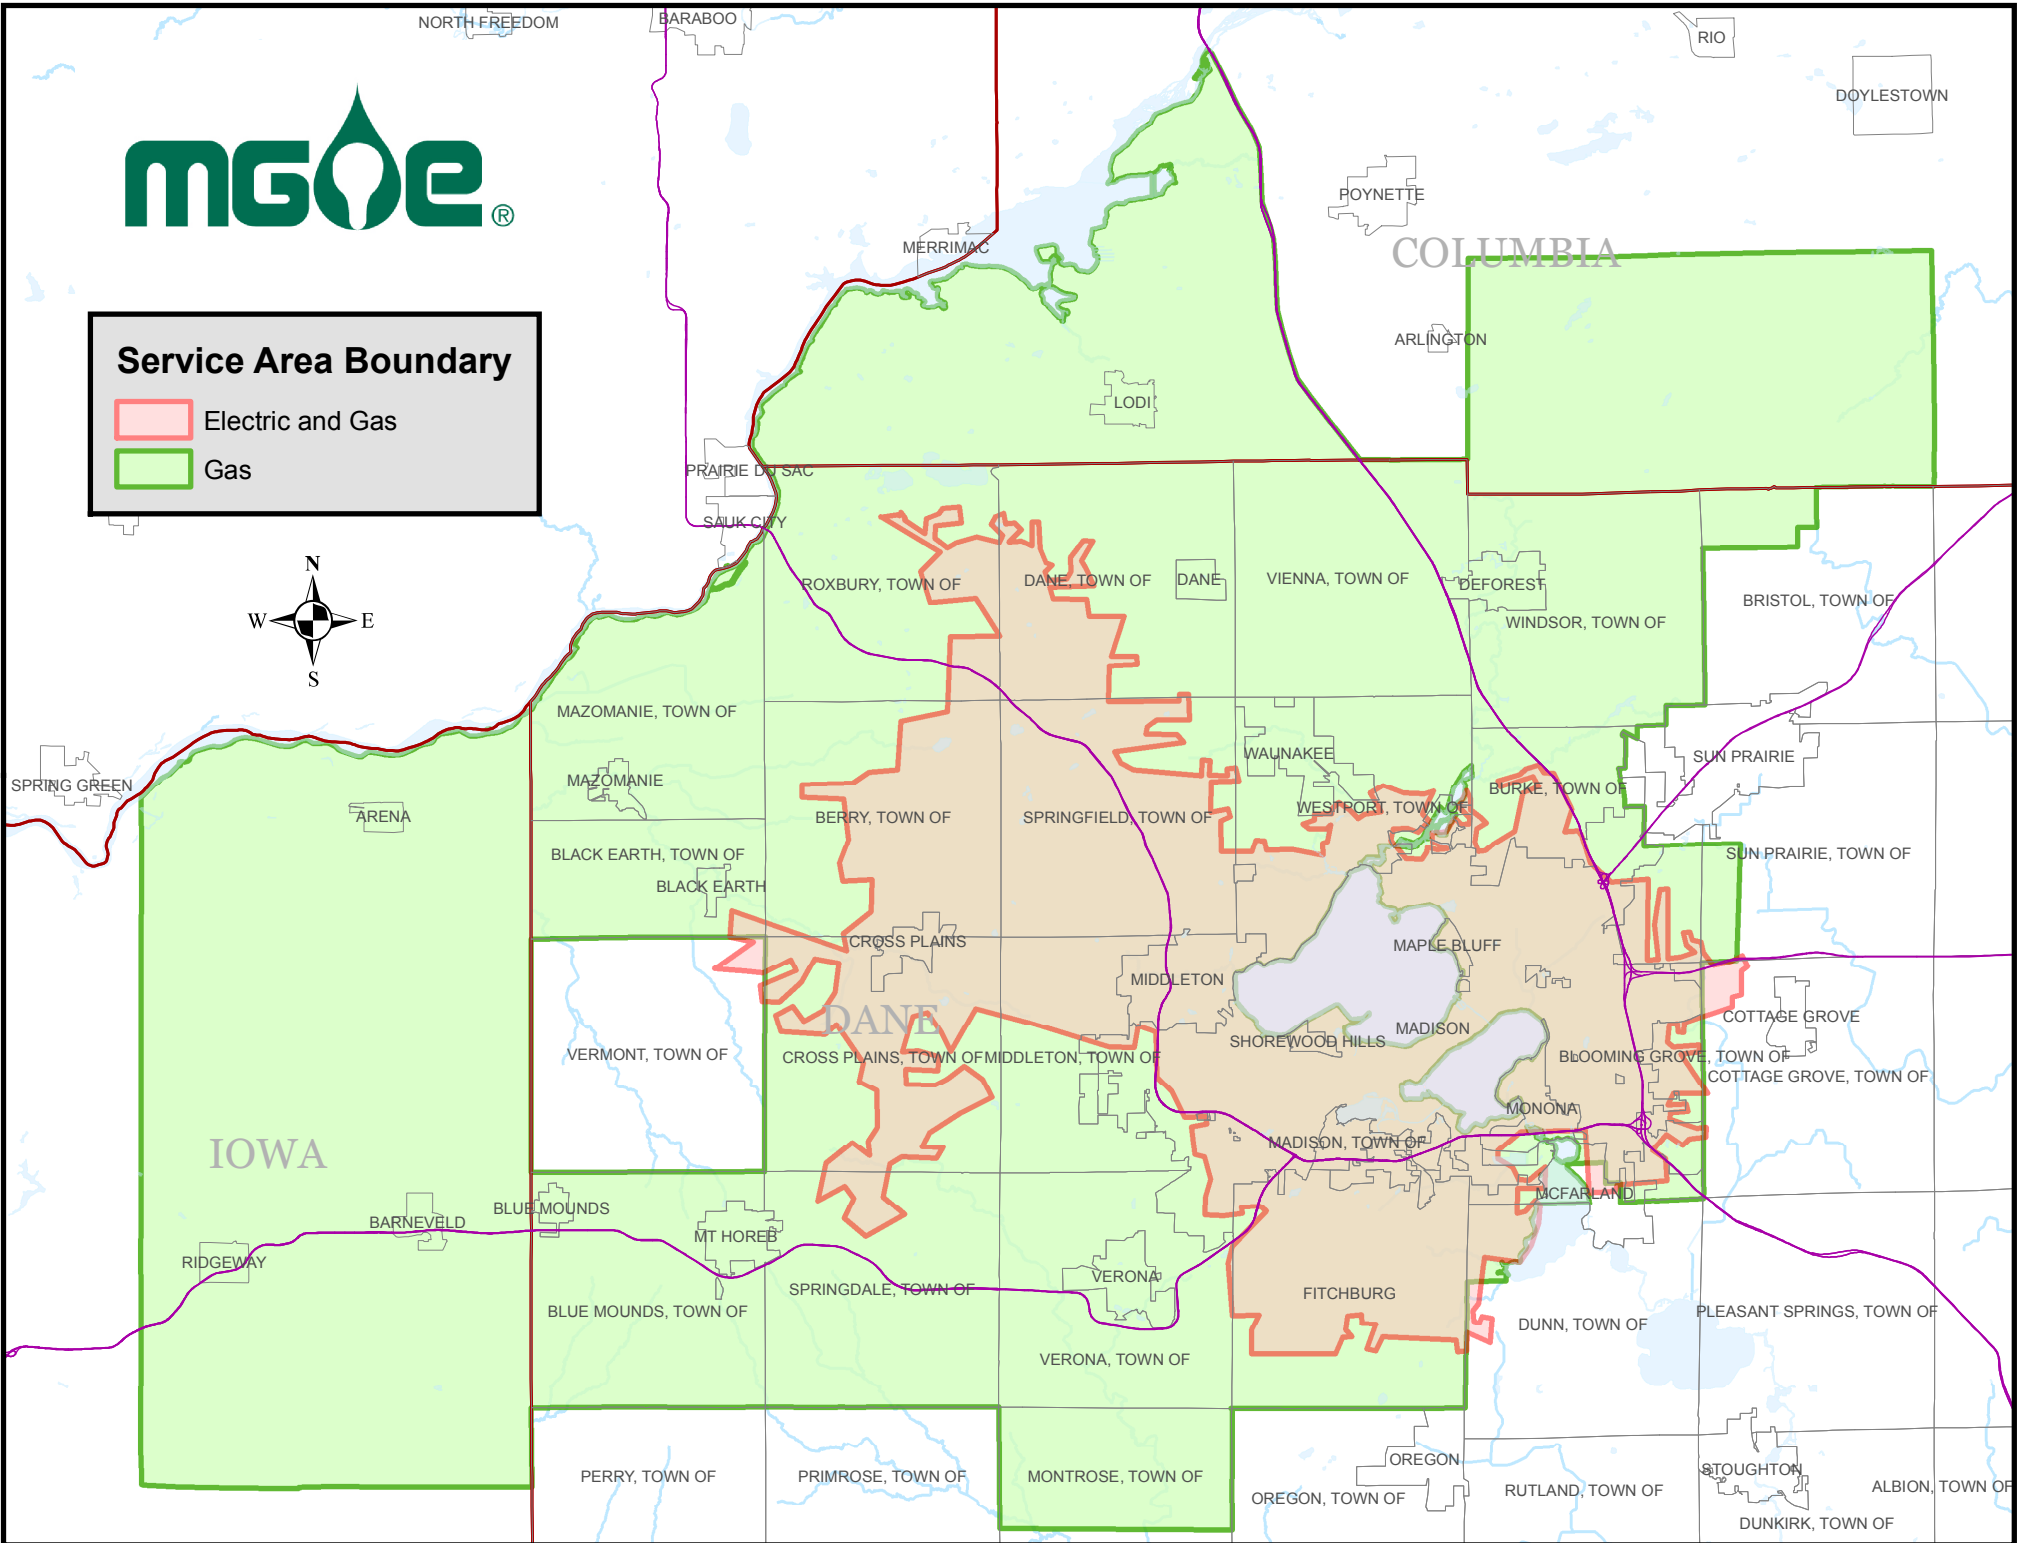 NORTH FREEDOM
BARABOO
RIO
DOYLESTOWN
mge®
POYNETTE
MERRIMAC
COLUMBIA
Service Area Boundary
Electric and Gas
Gas
ARLINGTON
LODI
PRAIRIE DU SAC
SAUK CITY
N
W E
S
ROXBURY, TOWN OF
DANE, TOWN OF
DANE
VIENNA, TOWN OF
DEFOREST
WINDSOR, TOWN OF
BRISTOL, TOWN OF
MAZOMANIE, TOWN OF
WAUNAKEE
SUN PRAIRIE
SPRING GREEN
MAZOMANIE
BURKE, TOWN OF
ARENA
BERRY, TOWN OF
SPRINGFIELD, TOWN OF
WESTPORT, TOWN OF
BLACK EARTH, TOWN OF
SUN PRAIRIE, TOWN OF
BLACK EARTH
CROSS PLAINS
MAPLE BLUFF
MIDDLETON
DANE
COTTAGE GROVE
MADISON
SHOREWOOD HILLS
VERMONT, TOWN OF
CROSS PLAINS, TOWN OF
MIDDLETON, TOWN OF
BLOOMING GROVE, TOWN OF
COTTAGE GROVE, TOWN OF
MONONA
IOWA
MADISON, TOWN OF
MCFARLAND
BLUE MOUNDS
BARNEVELD
MT HOREB
RIDGEWAY
VERONA
SPRINGDALE, TOWN OF
FITCHBURG
BLUE MOUNDS, TOWN OF
PLEASANT SPRINGS, TOWN OF
DUNN, TOWN OF
VERONA, TOWN OF
OREGON
STOUGHTON
PERRY, TOWN OF
PRIMROSE, TOWN OF
MONTROSE, TOWN OF
OREGON, TOWN OF
RUTLAND, TOWN OF
ALBION, TOWN OF
DUNKIRK, TOWN OF